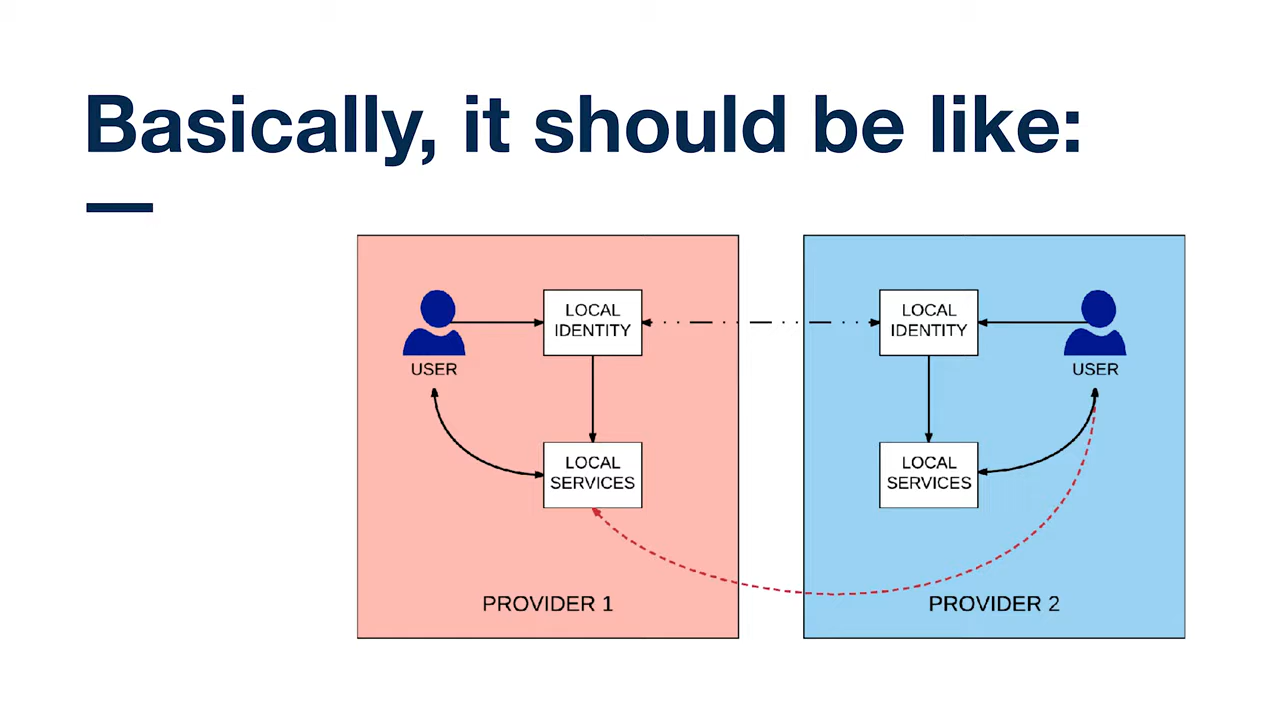 Basically, it should be like:
LOCAL
IDENTITY
USER
LOCAL
SERVICES
PROVIDER 1
LOCAL
IDENTITY
USER
LOCAL
SERVICES
PROVIDER 2